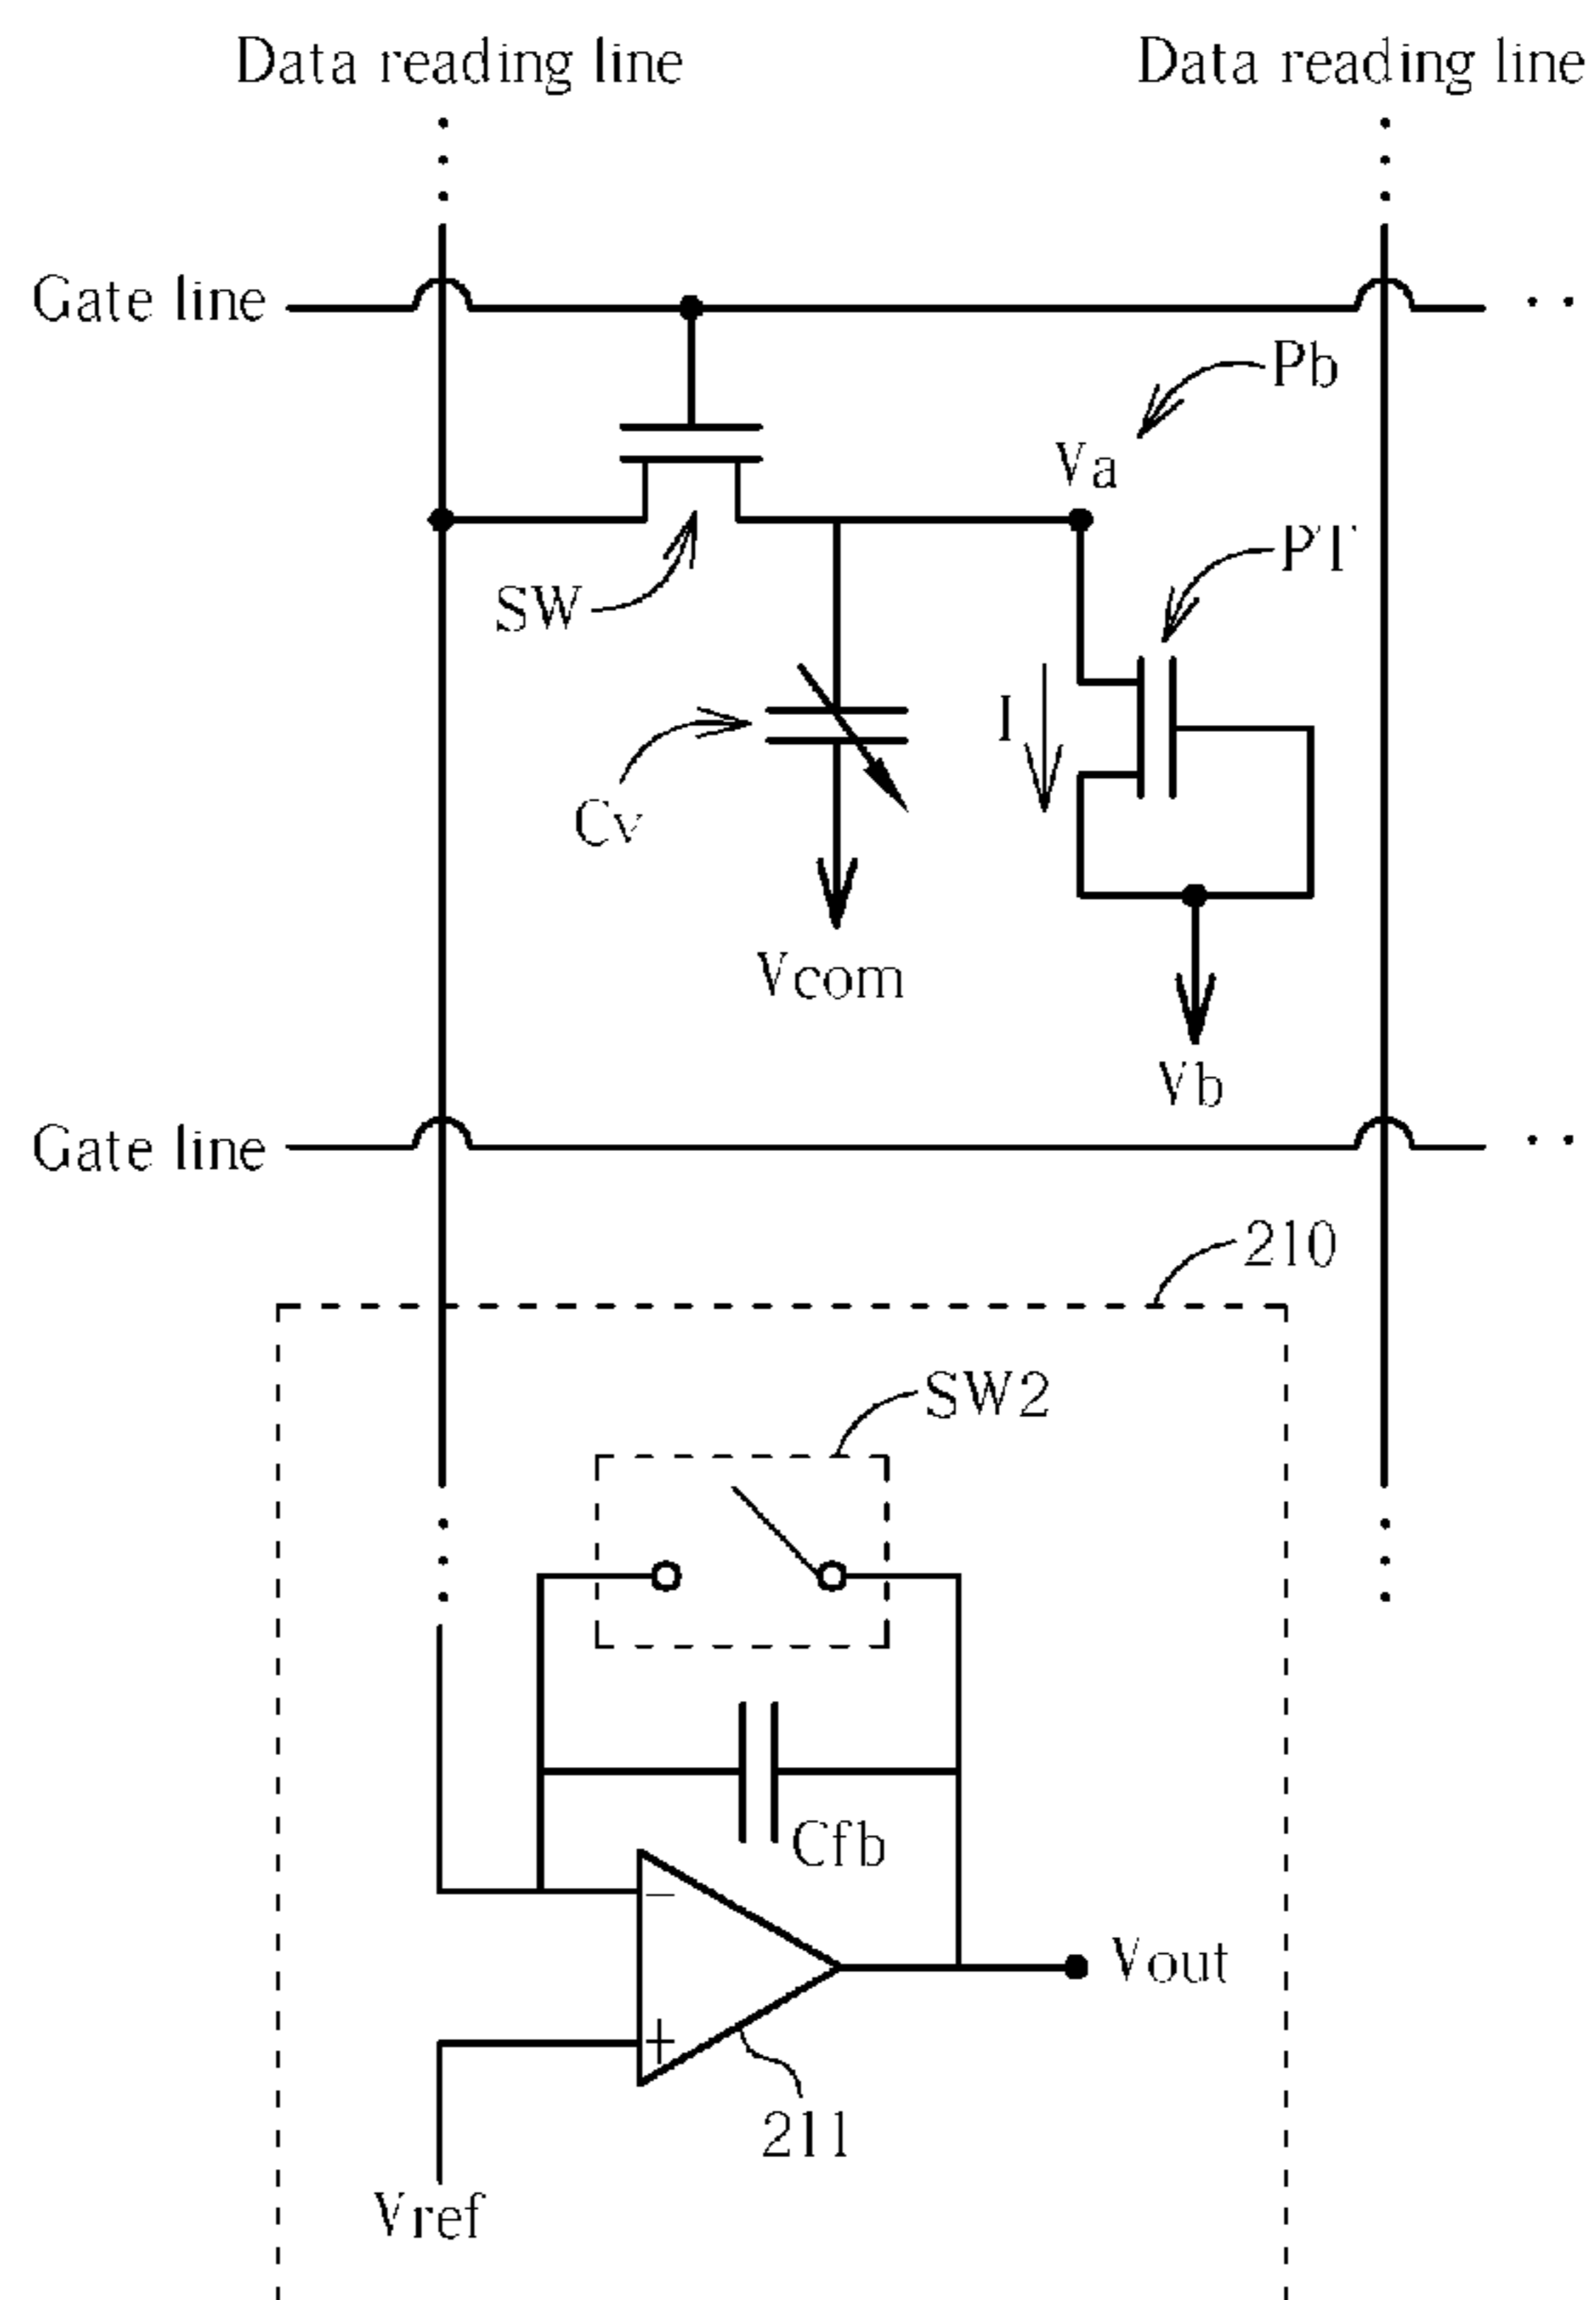 Data reading line
Data reading line
Gate line
Pb
Va
PT
SW
I
Cv
Vcom
Vb
Gate line
210
SW2
Cfb
−
Vout
+
211
Vref